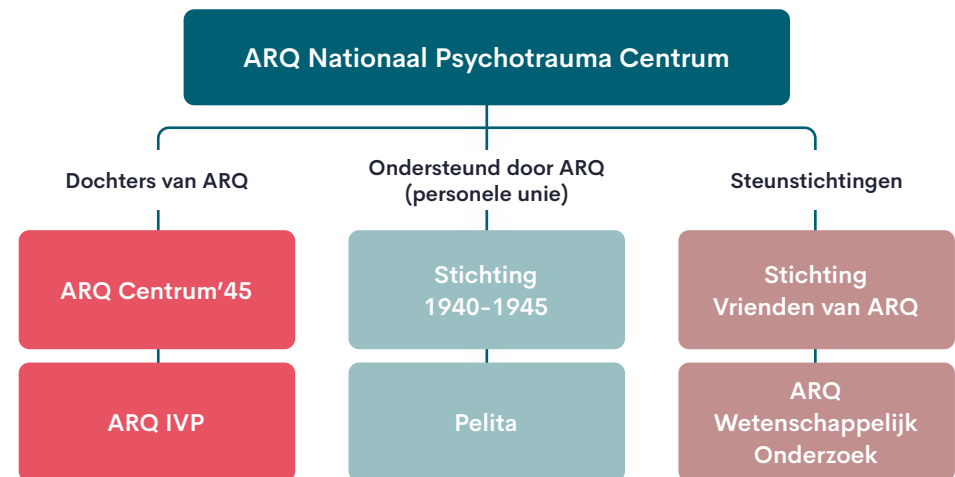 ARQ Nationaal Psychotrauma Centrum
Dochters van ARQ
Ondersteund door ARQ
(personele unie)
Steunstichtingen
ARQ Centrum’45
Stichting
1940-1945
Stichting
Vrienden van ARQ
ARQ IVP
Pelita
ARQ
Wetenschappelijk
Onderzoek